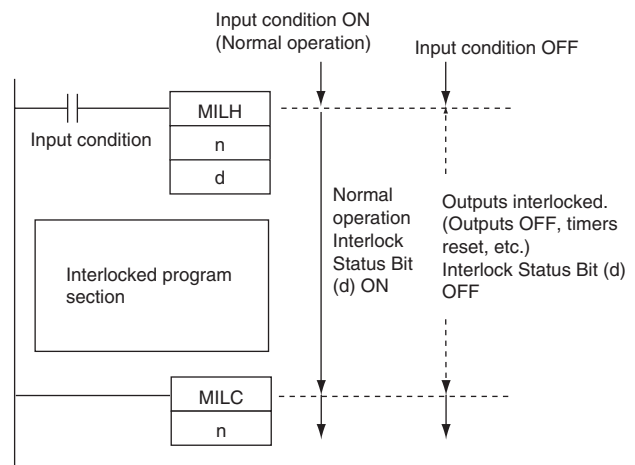 Input condition ON
(Normal operation)
Input condition OFF
MILH
n
d
Input condition
Normal
operation
Interlock
Status Bit
(d) ON
Outputs interlocked.
(Outputs OFF, timers
reset, etc.)
Interlock Status Bit (d)
OFF
Interlocked program
section
MILC
n